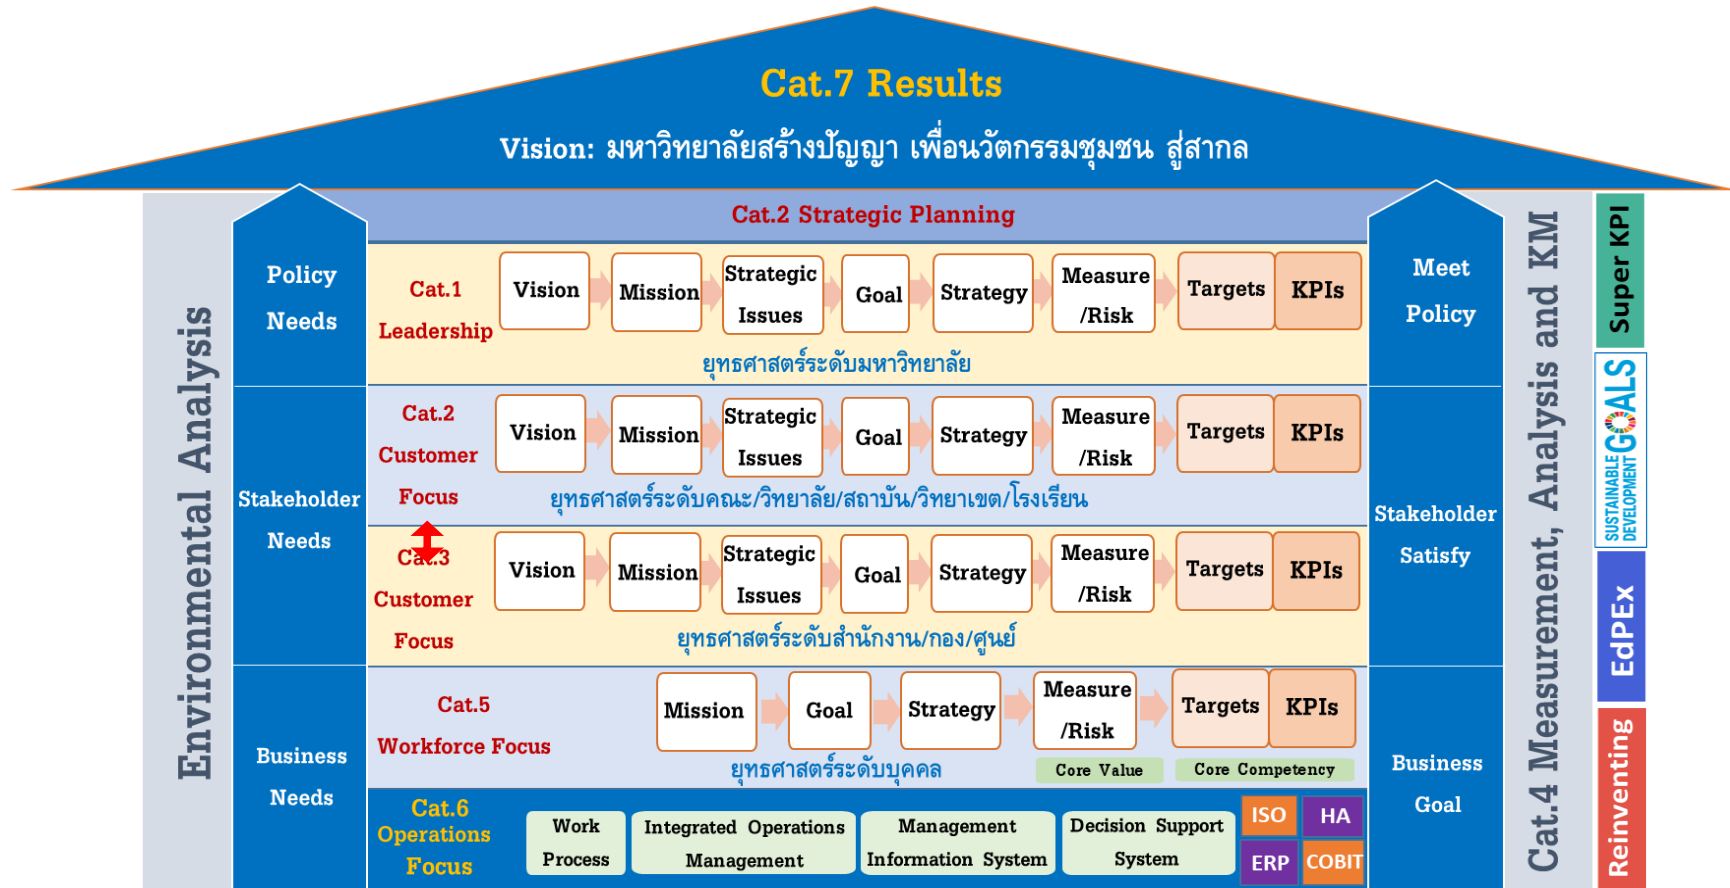 Cat.7 Results
Vision: มหาวิทยาลัยสร้างปัญญา เพื่อนวัตกรรมชุมชน สู่สากล
Environmental Analysis
Policy
Needs
Stakeholder
Needs
Business
Needs
Cat.2 Strategic Planning
Cat.1
Leadership
Vision
Mission
Strategic
Issues
Goal
Strategy
Measure
/Risk
Targets
KPIs
ยุทธศาสตร์ระดับมหาวิทยาลัย
Cat.2
Customer
Focus
Vision
Mission
Strategic
Issues
Goal
Strategy
Measure
/Risk
Targets
KPIs
ยุทธศาสตร์ระดับคณะ/วิทยาลัย/สถาบัน/วิทยาเขต/โรงเรียน
Cat.3
Customer
Focus
Vision
Mission
Strategic
Issues
Goal
Strategy
Measure
/Risk
Targets
KPIs
ยุทธศาสตร์ระดับสำนักงาน/กอง/ศูนย์
Cat.5
Workforce Focus
Mission
Goal
Strategy
Measure
/Risk
Targets
KPIs
ยุทธศาสตร์ระดับบุคคล
Core Value
Core Competency
Cat.6
Operations
Focus
Work
Process
Integrated Operations
Management
Management
Information System
Decision Support
System
ISO
HA
ERP
COBIT
Meet
Policy
Stakeholder
Satisfy
Business
Goal
Cat.4 Measurement, Analysis and KM
Super KPI
SUSTAINABLE
DEVELOPMENT
GOALS
EdPEx
Reinventing